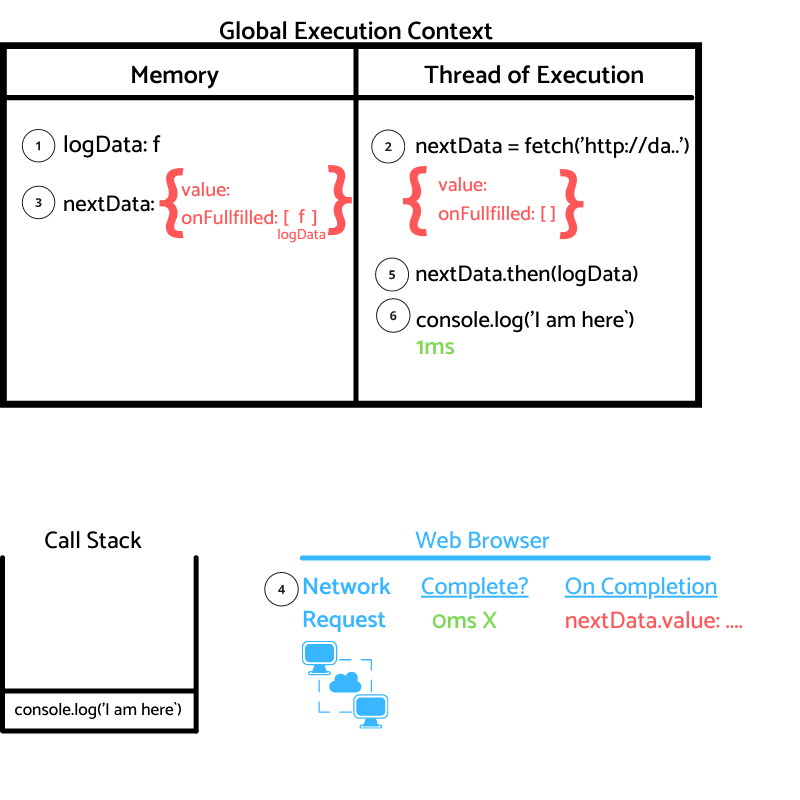 Global Execution Context
Memory
Thread of Execution
1 logData: f
3 nextData: { value:
onFullfilled: [ f ] }
logData
2 nextData = fetch('http://da..')
{ value:
onFullfilled: [ ] }
5 nextData.then(logData)
6 console.log('I am here`)
1ms
Call Stack
console.log('I am here`)
Web Browser
4 Network Complete? On Completion
Request 0ms X nextData.value: ....